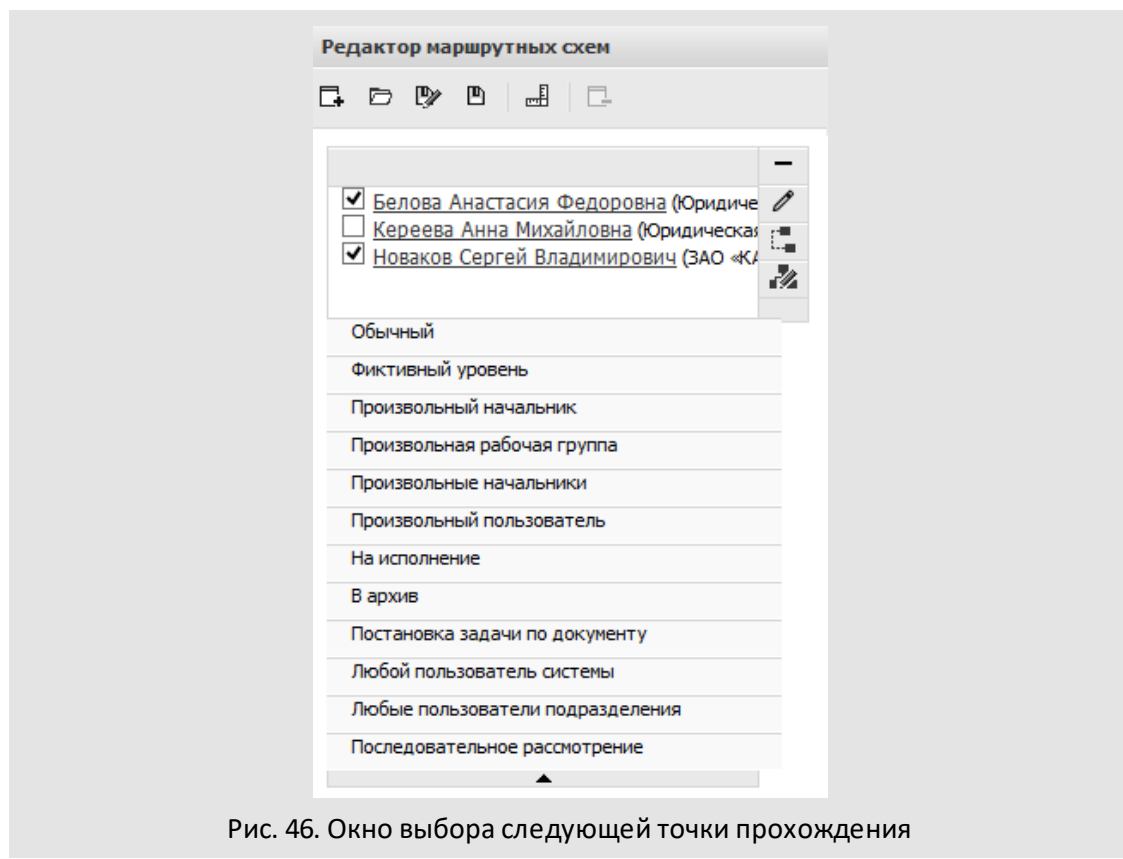 Редактор маршрутных схем
Белова Анастасия Федоровна (Юридиче
Кереева Анна Михайловна (Юридическая
Новаков Сергей Владимирович (ЗАО «КА
Обычный
Фиктивный уровень
Произвольный начальник
Произвольная рабочая группа
Произвольные начальники
Произвольный пользователь
На исполнение
В архив
Постановка задачи по документу
Любой пользователь системы
Любые пользователи подразделения
Последовательное рассмотрение
Рис. 46. Окно выбора следующей точки прохождения